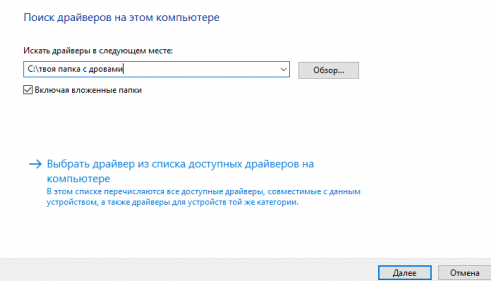 Поиск драйверов на этом компьютере
Искать драйверы в следующем месте:
C:\твоя папка с дровами
Обзор...
Включая вложенные папки
Выбрать драйвер из списка доступных драйверов на
компьютере
В этом списке перечисляются все доступные драйверы, совместимые с данным
устройством, а также драйверы для устройств той же категории.
Далее
Отмена